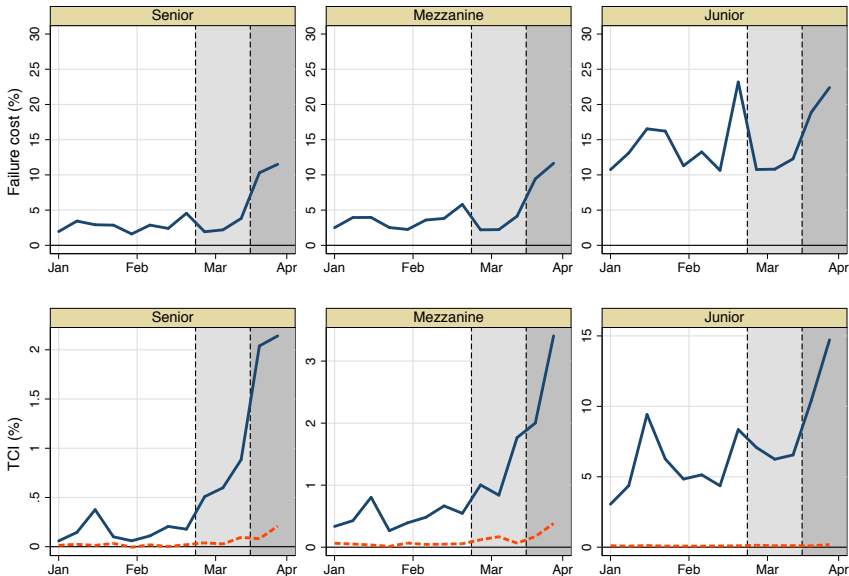 Senior Mezzanine Junior
Failure cost (%)
30 30 30
25 25 25
20 20 20
15 15 15
10 10 10
5 5 5
0 0 0
Jan Feb Mar Apr Jan Feb Mar Apr Jan Feb Mar Apr
Senior Mezzanine Junior
TCI (%)
2 3 15
1.5 2 10
1 1 5
.5 0 0
0
Jan Feb Mar Apr Jan Feb Mar Apr Jan Feb Mar Apr